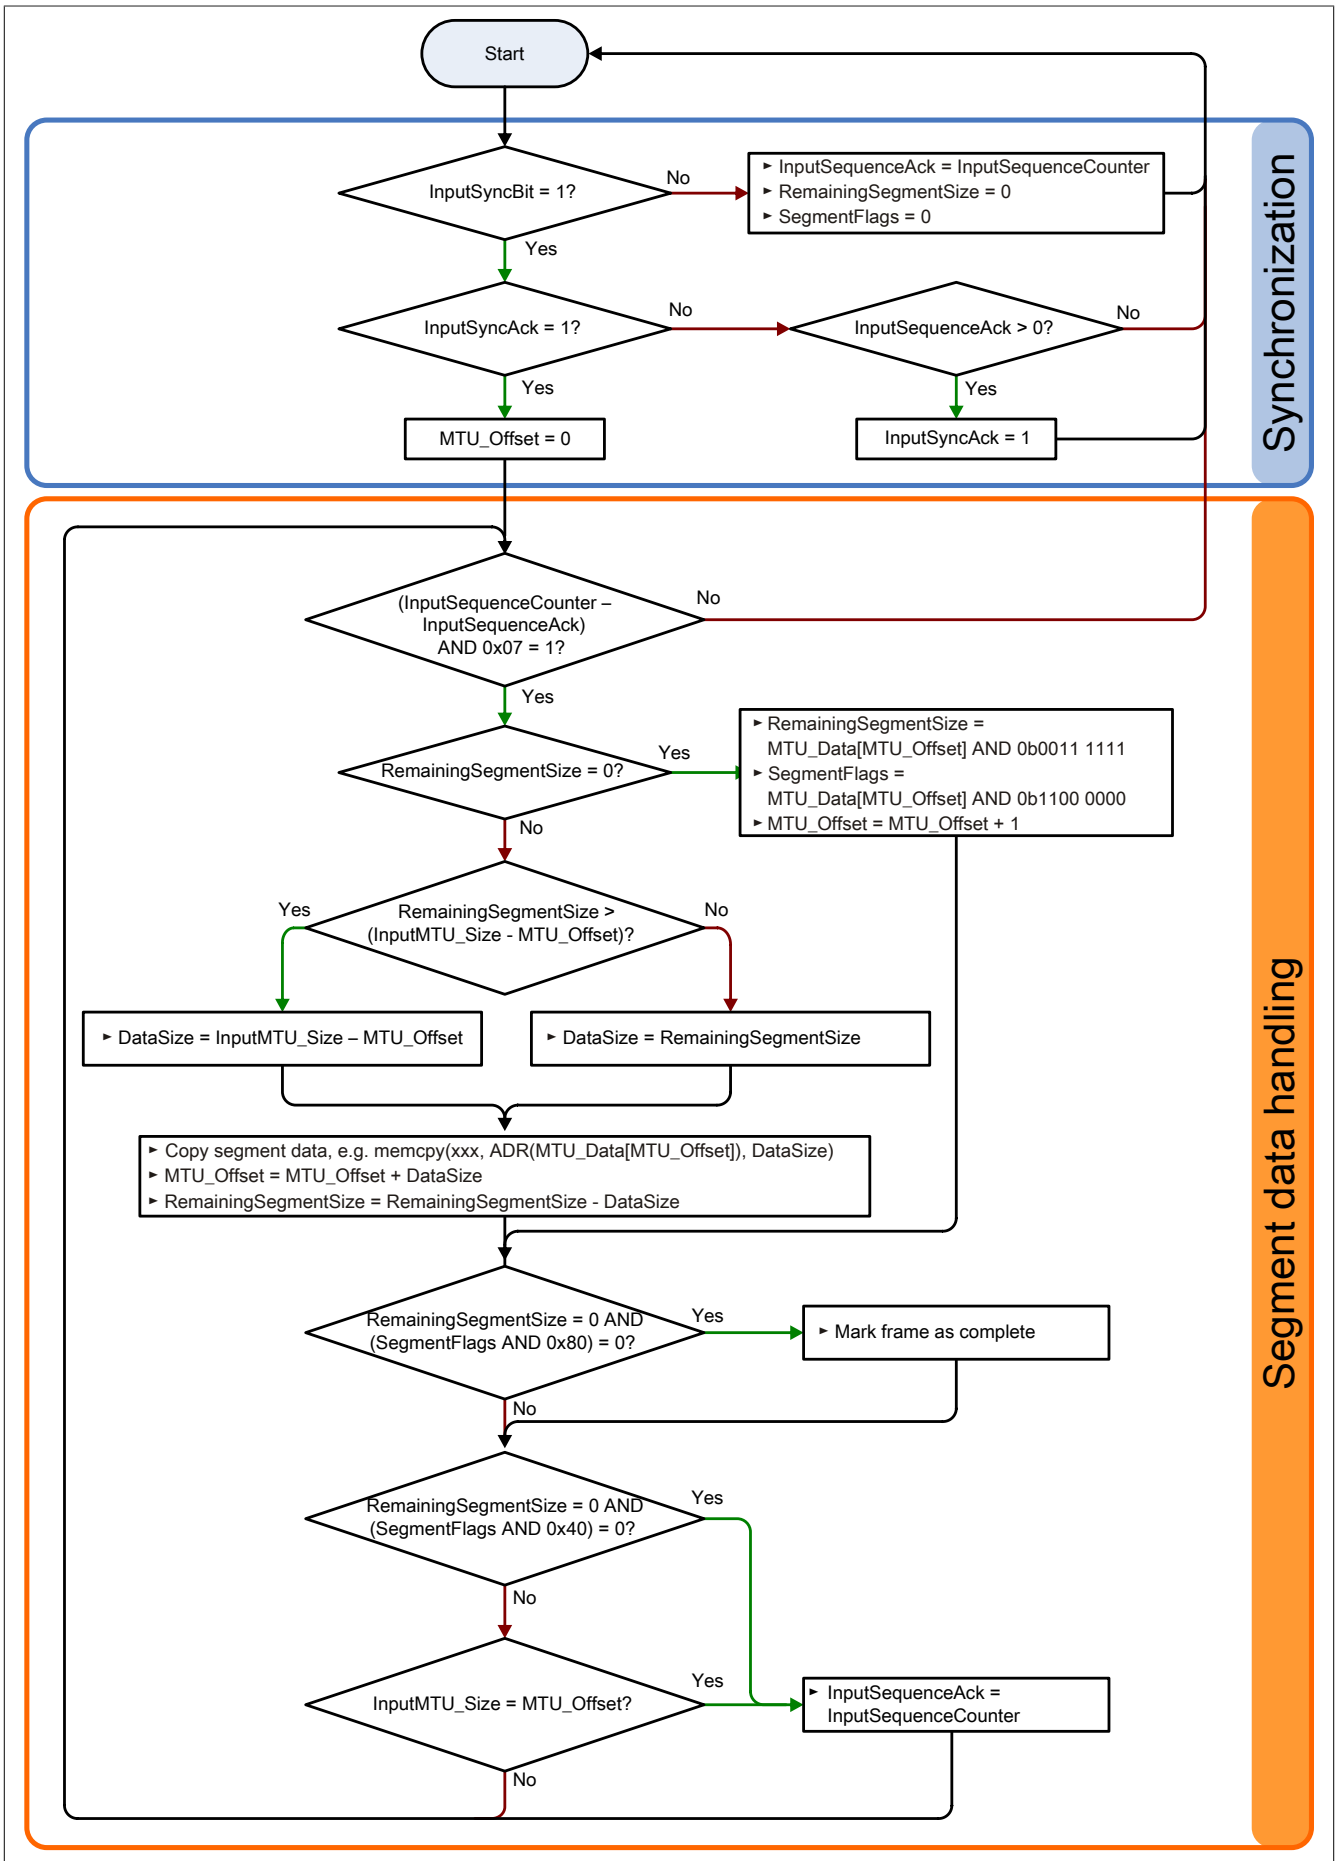 Start
InputSyncBit = 1?
No
► InputSequenceAck = InputSequenceCounter
► RemainingSegmentSize = 0
► SegmentFlags = 0
Yes
InputSyncAck = 1?
No
InputSequenceAck > 0?
No
Yes
Yes
MTU_Offset = 0
InputSyncAck = 1
Synchronization
(InputSequenceCounter –
InputSequenceAck)
AND 0x07 = 1?
No
Yes
RemainingSegmentSize = 0?
Yes
► RemainingSegmentSize =
MTU_Data[MTU_Offset] AND 0b0011 1111
► SegmentFlags =
MTU_Data[MTU_Offset] AND 0b1100 0000
► MTU_Offset = MTU_Offset + 1
No
RemainingSegmentSize >
(InputMTU_Size - MTU_Offset)?
Yes
No
► DataSize = InputMTU_Size – MTU_Offset
► DataSize = RemainingSegmentSize
► Copy segment data, e.g. memcpy(xxx, ADR(MTU_Data[MTU_Offset]), DataSize)
► MTU_Offset = MTU_Offset + DataSize
► RemainingSegmentSize = RemainingSegmentSize - DataSize
RemainingSegmentSize = 0 AND
(SegmentFlags AND 0x80) = 0?
Yes
► Mark frame as complete
No
RemainingSegmentSize = 0 AND
(SegmentFlags AND 0x40) = 0?
Yes
No
InputMTU_Size = MTU_Offset?
Yes
► InputSequenceAck =
InputSequenceCounter
No
Segment data handling